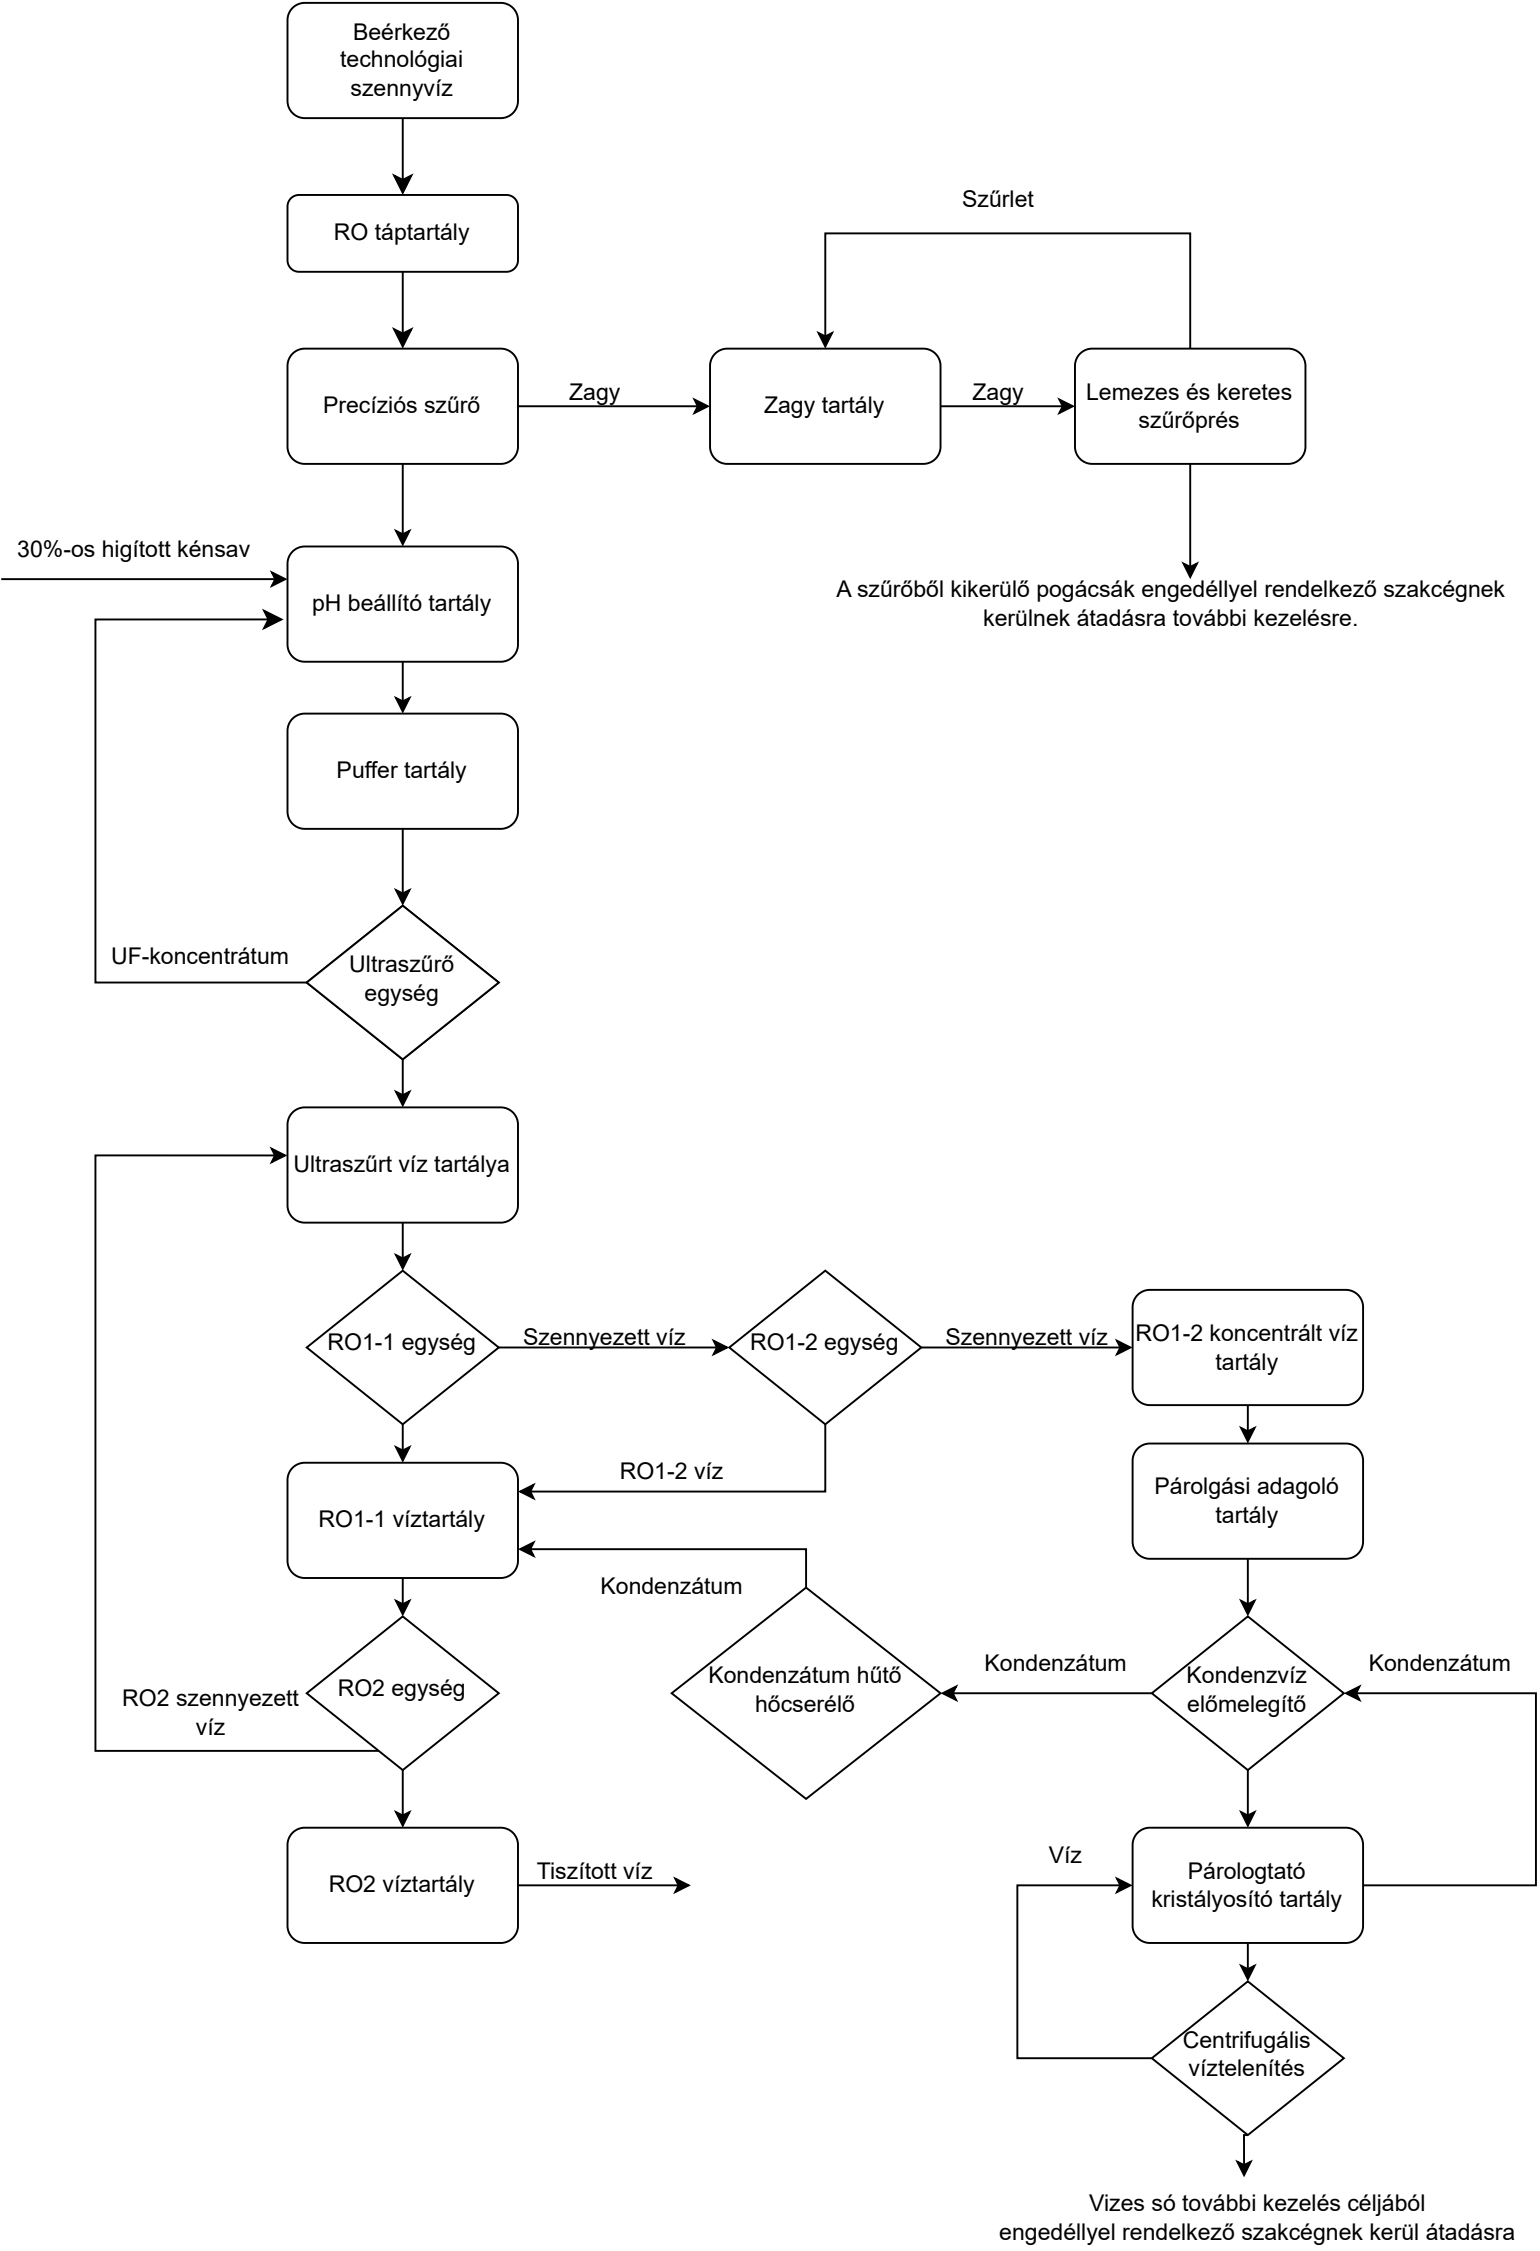 Beérkező
technológiai
szennyvíz
RO táptartály
Szűrlet
Precíziós szűrő
Zagy
Zagy tartály
Zagy
Lemezes és keretes
szűrőprés
30%-os higított kénsav
pH beállító tartály
A szűrőből kikerülő pogácsák engedéllyel rendelkező szakcégnek
kerülnek átadásra további kezelésre.
Puffer tartály
UF-koncentrátum
Ultraszűrő
egység
Ultraszűrt víz tartálya
RO1-1 egység
Szennyezett víz
RO1-2 egység
Szennyezett víz
RO1-2 koncentrált víz
tartály
RO1-2 víz
Párolgási adagoló
tartály
RO1-1 víztartály
Kondenzátum
RO2 szennyezett
víz
RO2 egység
Kondenzátum hűtő
hőcserélő
Kondenzátum
Kondenzvíz
előmelegítő
Kondenzátum
RO2 víztartály
Tiszított víz
Víz
Párologtató
kristályosító tartály
Centrifugális
víztelenítés
Vizes só további kezelés céljából
engedéllyel rendelkező szakcégnek kerül átadásra